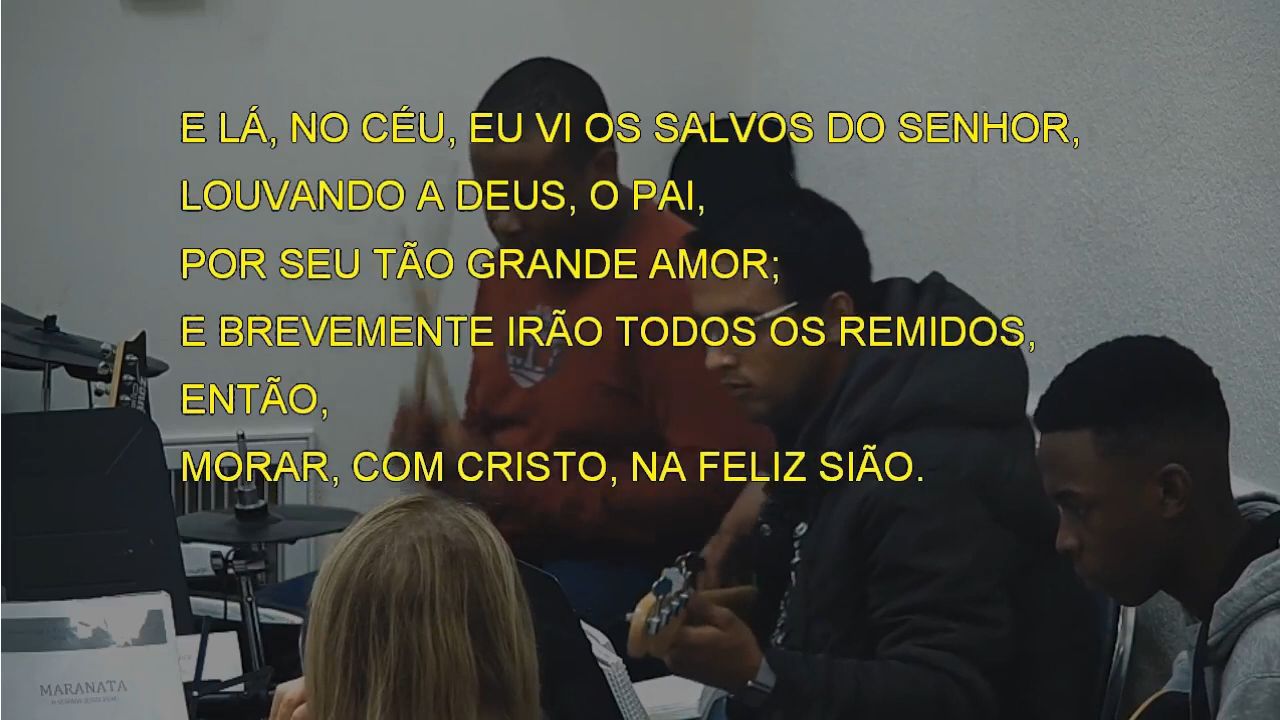 E LÁ, NO CÉU, EU VI OS SALVOS DO SENHOR,
LOUVANDO A DEUS, O PAI,
POR SEU TÃO GRANDE AMOR;
E BREVEMENTE IRÃO TODOS OS REMIDOS,
ENTÃO,
MORAR, COM CRISTO, NA FELIZ SIÃO.
MARANATA